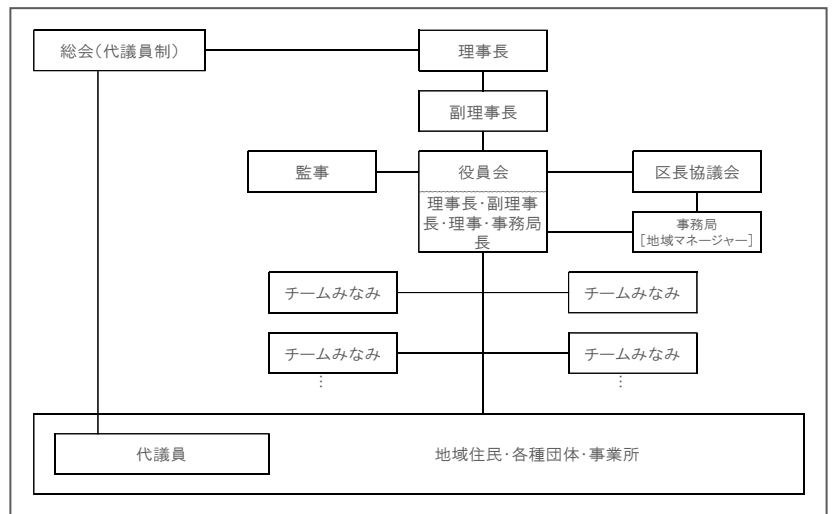 総会（代議員制）
理事長
副理事長
監事
役員会
区長協議会
理事長・副理事
長・理事・事務局
長
事務局
［地域マネージャー］
チームみなみ
チームみなみ
チームみなみ
チームみなみ
⋮
⋮
代議員
地域住民・各種団体・事業所